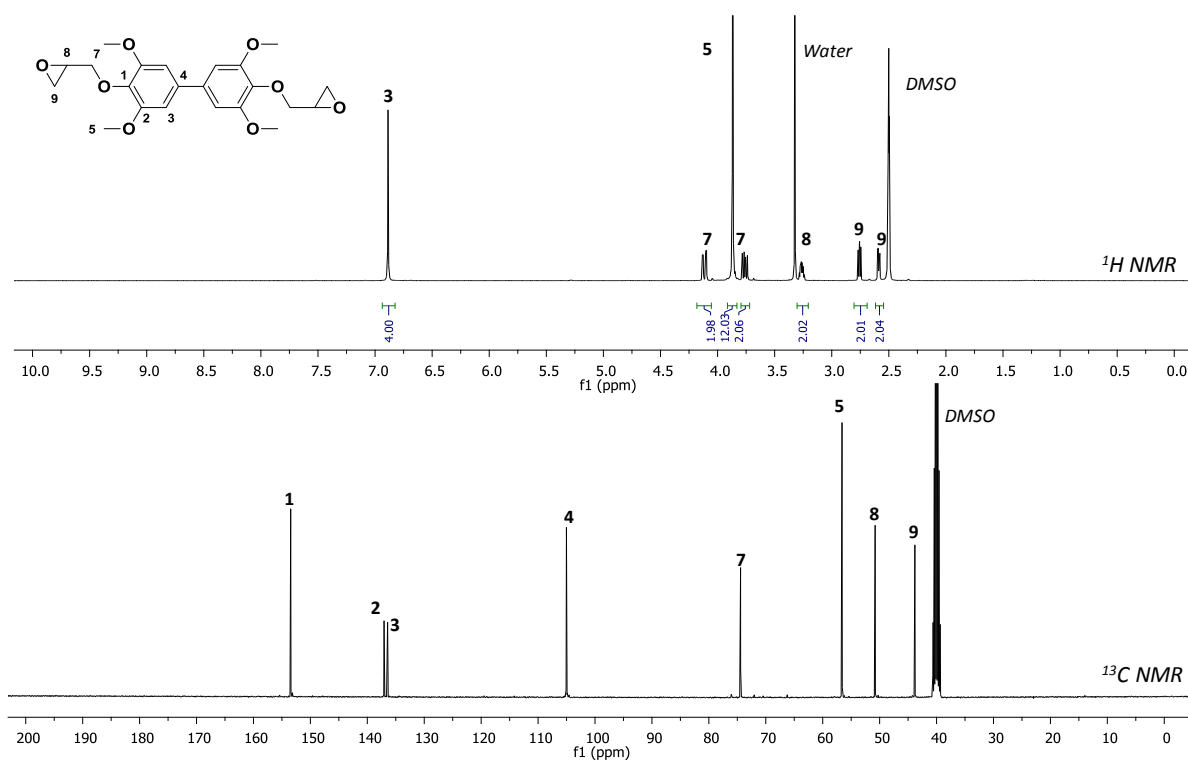 O
O
8
7
4
O
O
1
O
O
9
2
3
O
O
5
O
O
3
5
Water
DMSO
7
7
8
9
9
¹H NMR
4.00
1.98
12.03
2.06
2.02
2.01
2.04
10.0 9.5 9.0 8.5 8.0 7.5 7.0 6.5 6.0 5.5 5.0 4.5 4.0 3.5 3.0 2.5 2.0 1.5 1.0 0.5 0.0
f1 (ppm)
5
DMSO
1
4
8
9
7
2
3
¹³C NMR
200 190 180 170 160 150 140 130 120 110 100 90 80 70 60 50 40 30 20 10 0
f1 (ppm)